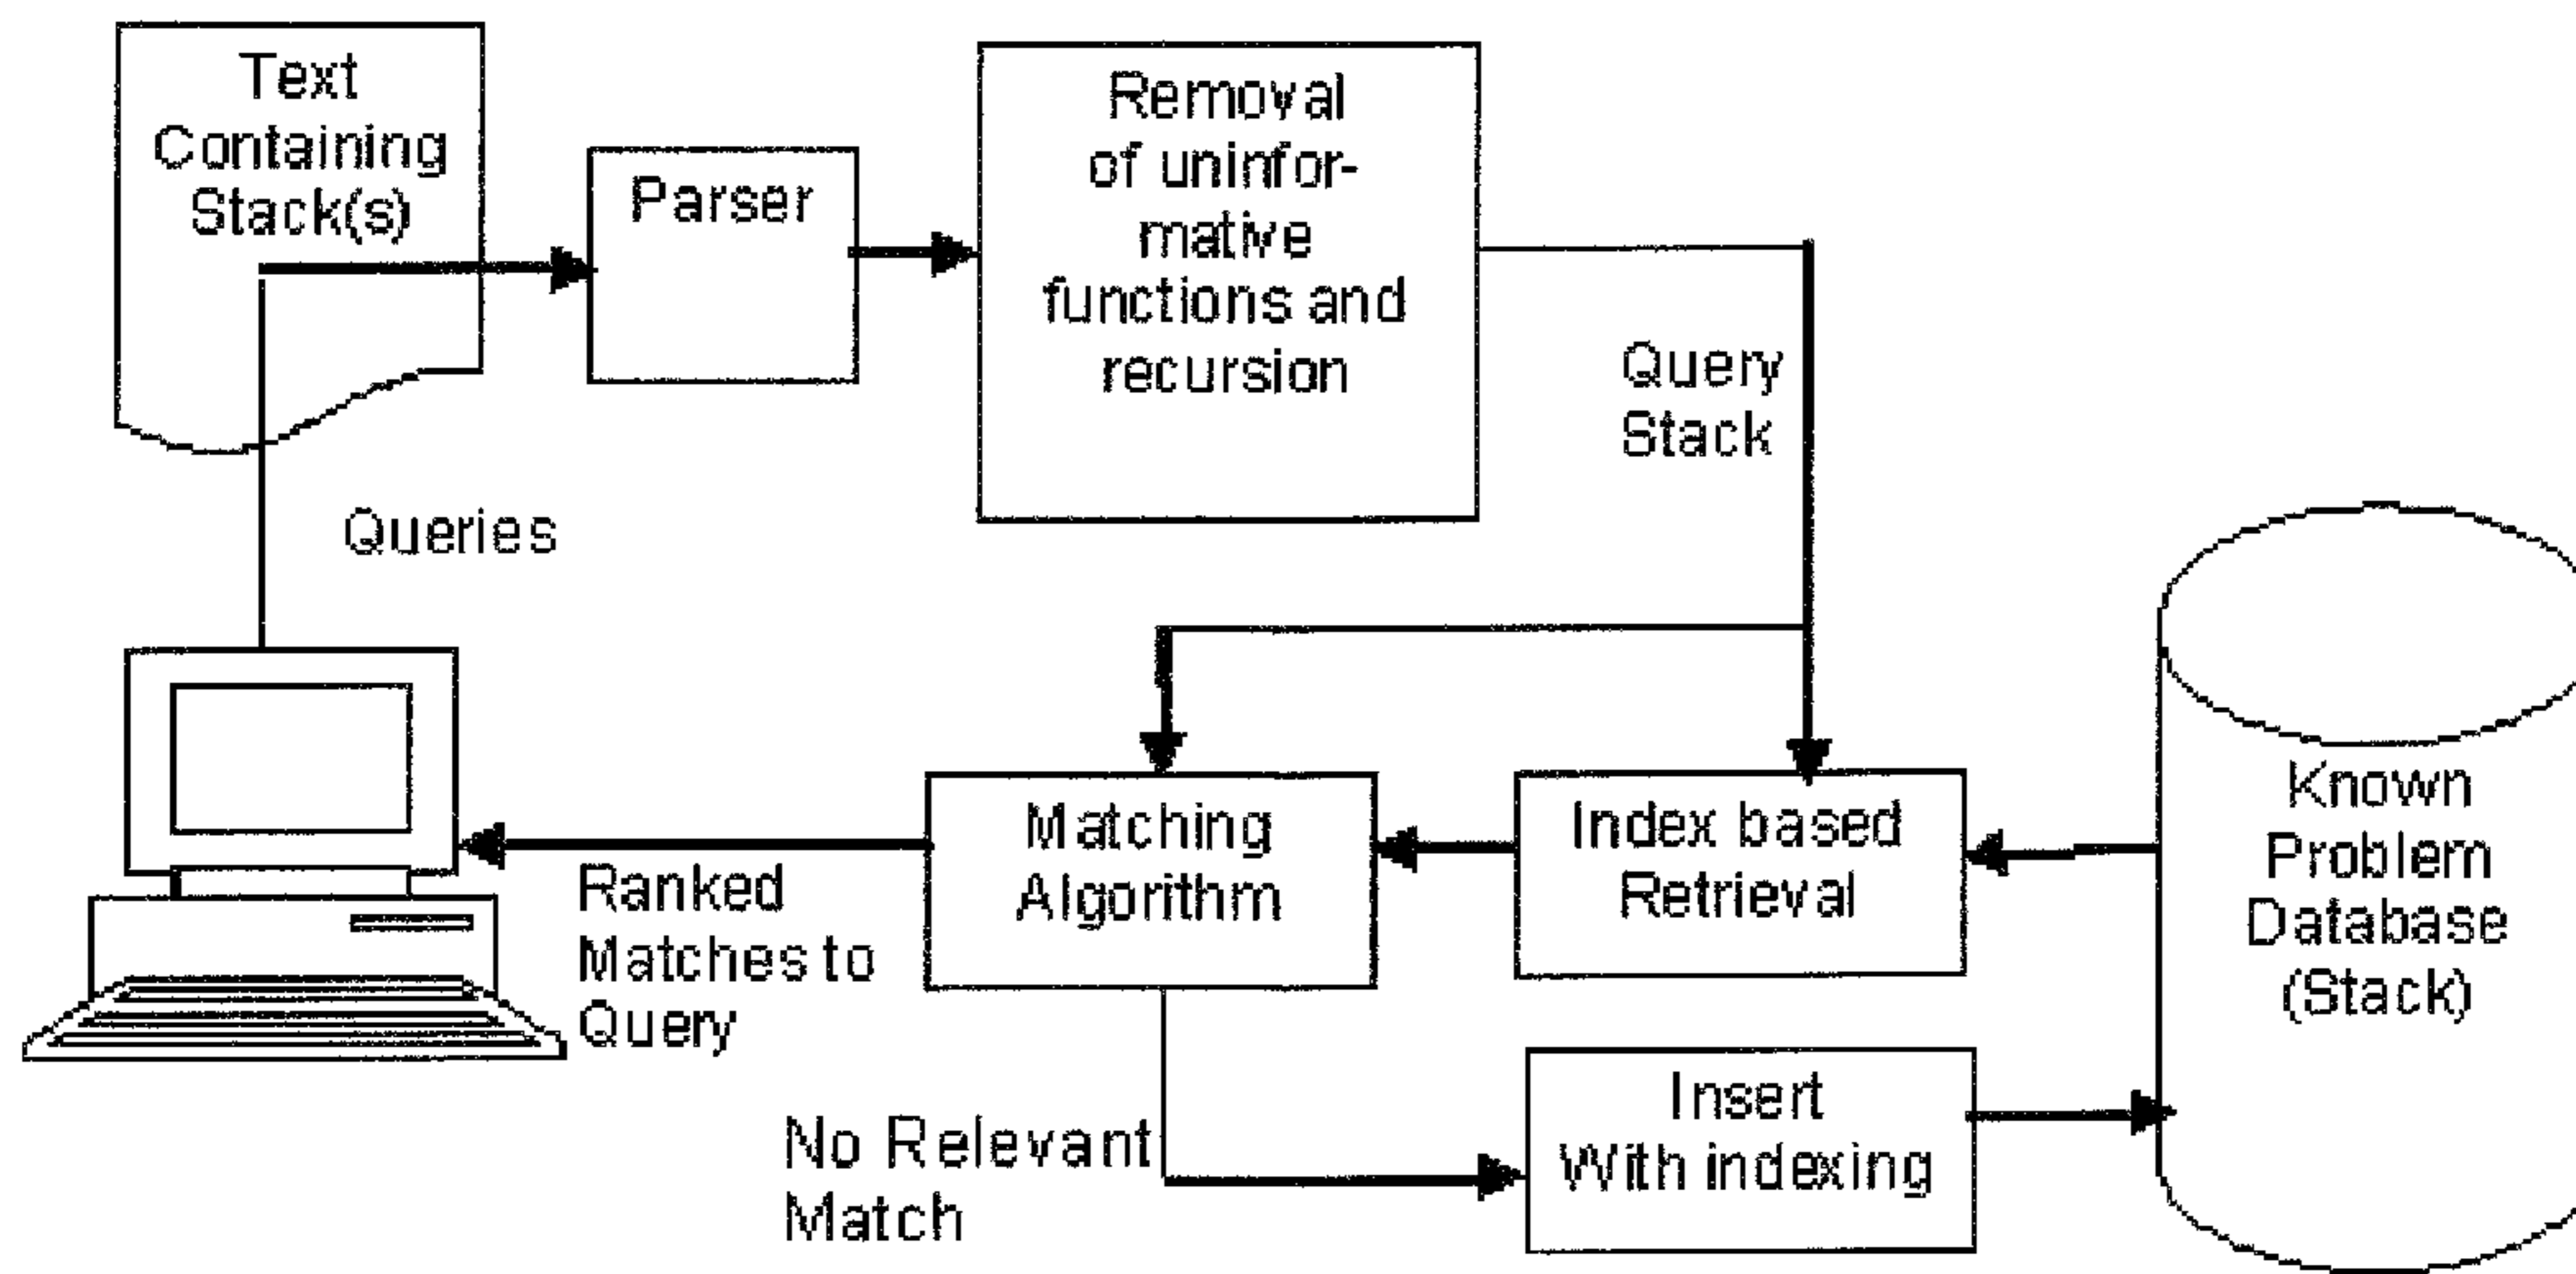 Text
Containing
Stack(s)
Parser
Removal
of uninfor-
mative
functions and
recursion
Query
Stack
Queries
Matching
Algorithm
Index based
Retrieval
Known
Problem
Database
(Stack)
Ranked
Matches to
Query
No Relevant
Match
Insert
With indexing